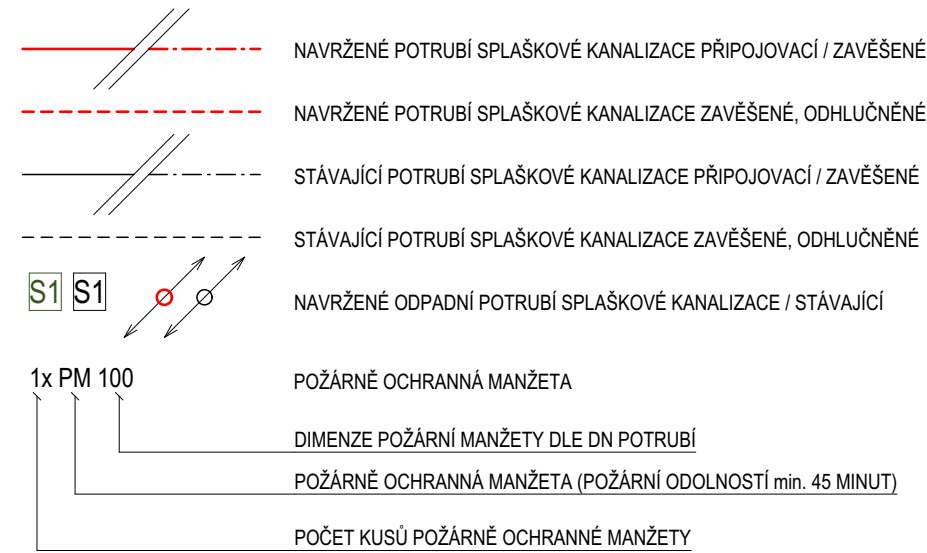 NAVRŽENÉ POTRUBÍ SPLAŠKOVÉ KANALIZACE PŘIPOJOVACÍ / ZAVĚŠENÉ
NAVRŽENÉ POTRUBÍ SPLAŠKOVÉ KANALIZACE ZAVĚŠENÉ, ODHLUČNĚNÉ
STÁVAJÍCÍ POTRUBÍ SPLAŠKOVÉ KANALIZACE PŘIPOJOVACÍ / ZAVĚŠENÉ
STÁVAJÍCÍ POTRUBÍ SPLAŠKOVÉ KANALIZACE ZAVĚŠENÉ, ODHLUČNĚNÉ
S1 S1 NAVRŽENÉ ODPADNÍ POTRUBÍ SPLAŠKOVÉ KANALIZACE / STÁVAJÍCÍ
1x PM 100 POŽÁRNĚ OCHRANNÁ MANŽETA
DIMENZE POŽÁRNÍ MANŽETY DLE DN POTRUBÍ
POŽÁRNĚ OCHRANNÁ MANŽETA (POŽÁRNÍ ODOLNOSTÍ min. 45 MINUT)
POČET KUSŮ POŽÁRNĚ OCHRANNÉ MANŽETY